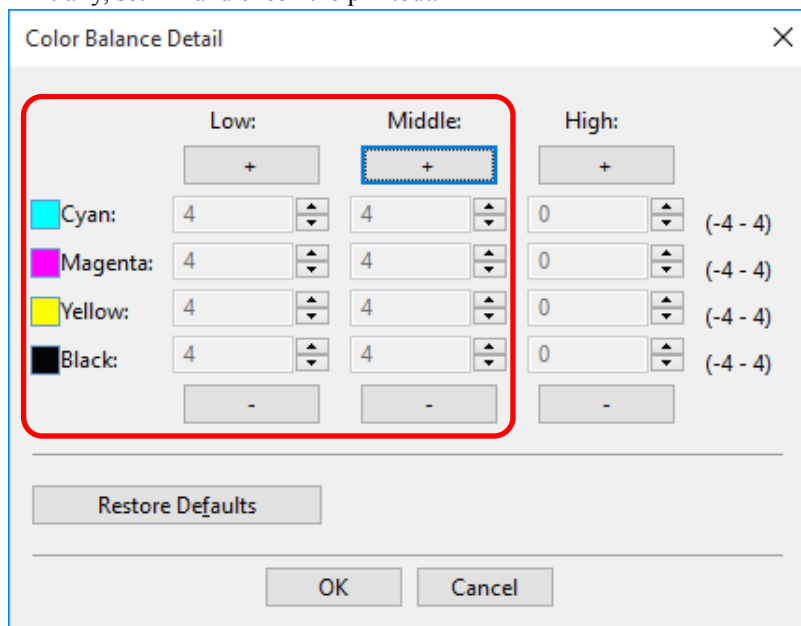 Color Balance Detail
Low: Middle: High:
+ + +
Cyan: 4 4 0 (-4 - 4)
Magenta: 4 4 0 (-4 - 4)
Yellow: 4 4 0 (-4 - 4)
Black: 4 4 0 (-4 - 4)
- - -
Restore Defaults
OK Cancel